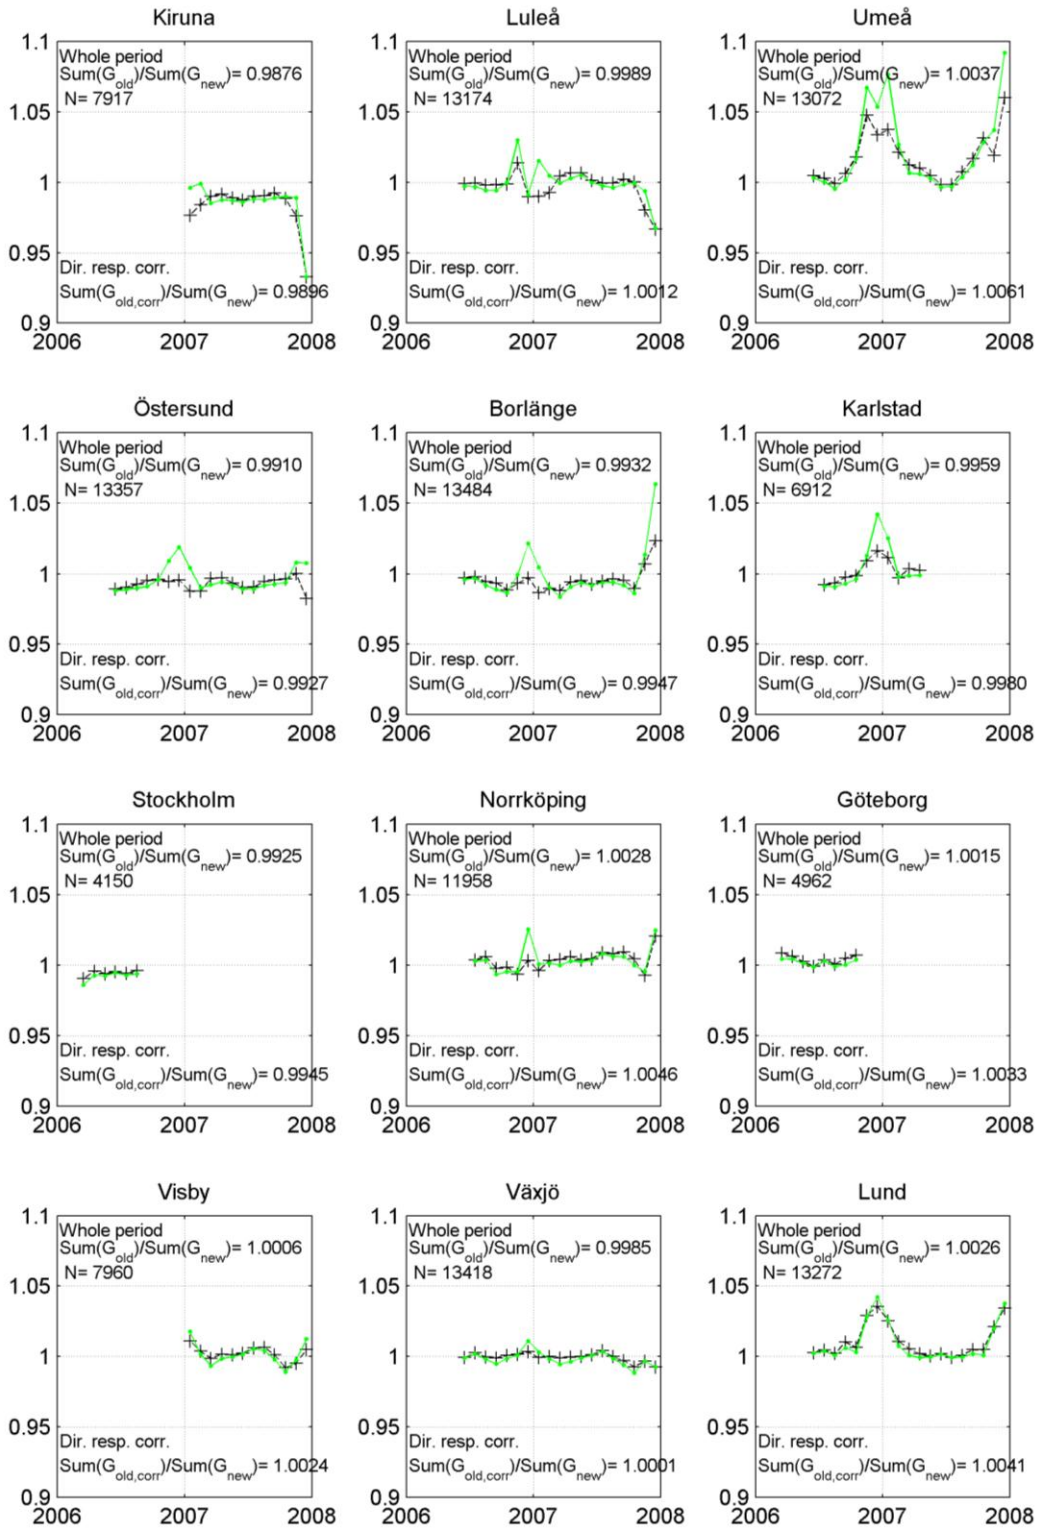 Kiruna
1.1
Whole period
Sum(G_old)/Sum(G_new)= 0.9876
N= 7917
1.05
1
0.95
Dir. resp. corr.
Sum(G_old,corr)/Sum(G_new)= 0.9896
0.9
2006 2007 2008
Luleå
1.1
Whole period
Sum(G_old)/Sum(G_new)= 0.9989
N= 13174
1.05
1
0.95
Dir. resp. corr.
Sum(G_old,corr)/Sum(G_new)= 1.0012
0.9
2006 2007 2008
Umeå
1.1
Whole period
Sum(G_old)/Sum(G_new)= 1.0037
N= 13072
1.05
1
0.95
Dir. resp. corr.
Sum(G_old,corr)/Sum(G_new)= 1.0061
0.9
2006 2007 2008
Östersund
1.1
Whole period
Sum(G_old)/Sum(G_new)= 0.9910
N= 13357
1.05
1
0.95
Dir. resp. corr.
Sum(G_old,corr)/Sum(G_new)= 0.9927
0.9
2006 2007 2008
Borlänge
1.1
Whole period
Sum(G_old)/Sum(G_new)= 0.9932
N= 13484
1.05
1
0.95
Dir. resp. corr.
Sum(G_old,corr)/Sum(G_new)= 0.9947
0.9
2006 2007 2008
Karlstad
1.1
Whole period
Sum(G_old)/Sum(G_new)= 0.9959
N= 6912
1.05
1
0.95
Dir. resp. corr.
Sum(G_old,corr)/Sum(G_new)= 0.9980
0.9
2006 2007 2008
Stockholm
1.1
Whole period
Sum(G_old)/Sum(G_new)= 0.9925
N= 4150
1.05
1
0.95
Dir. resp. corr.
Sum(G_old,corr)/Sum(G_new)= 0.9945
0.9
2006 2007 2008
Norrköping
1.1
Whole period
Sum(G_old)/Sum(G_new)= 1.0028
N= 11958
1.05
1
0.95
Dir. resp. corr.
Sum(G_old,corr)/Sum(G_new)= 1.0046
0.9
2006 2007 2008
Göteborg
1.1
Whole period
Sum(G_old)/Sum(G_new)= 1.0015
N= 4962
1.05
1
0.95
Dir. resp. corr.
Sum(G_old,corr)/Sum(G_new)= 1.0033
0.9
2006 2007 2008
Visby
1.1
Whole period
Sum(G_old)/Sum(G_new)= 1.0006
N= 7960
1.05
1
0.95
Dir. resp. corr.
Sum(G_old,corr)/Sum(G_new)= 1.0024
0.9
2006 2007 2008
Växjö
1.1
Whole period
Sum(G_old)/Sum(G_new)= 0.9985
N= 13418
1.05
1
0.95
Dir. resp. corr.
Sum(G_old,corr)/Sum(G_new)= 1.0001
0.9
2006 2007 2008
Lund
1.1
Whole period
Sum(G_old)/Sum(G_new)= 1.0026
N= 13272
1.05
1
0.95
Dir. resp. corr.
Sum(G_old,corr)/Sum(G_new)= 1.0041
0.9
2006 2007 2008